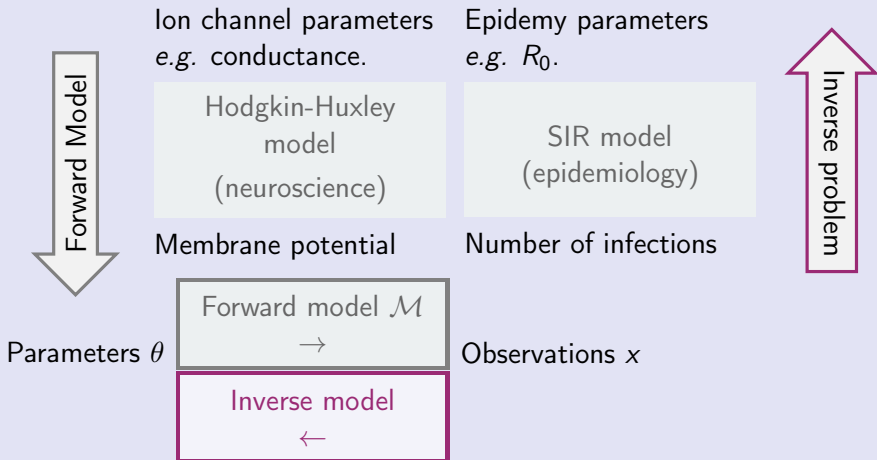 Forward Model
Ion channel parameters
e.g. conductance.
Hodgkin-Huxley
model
(neuroscience)
Membrane potential
Epidemy parameters
e.g. R₀.
SIR model
(epidemiology)
Number of infections
Inverse problem
Parameters θ
Forward model ℳ
→
Inverse model
←
Observations x